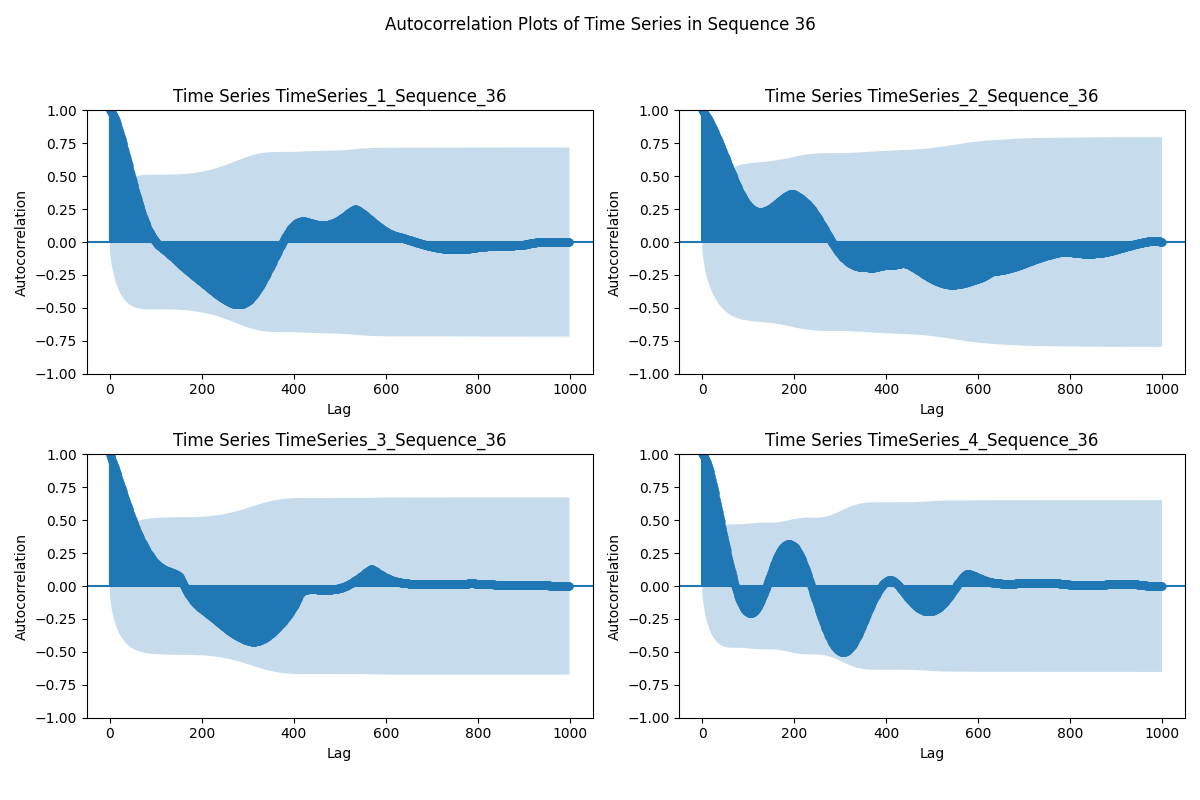 Autocorrelation Plots of Time Series in Sequence 36
Time Series TimeSeries_1_Sequence_36
1.00
0.75
0.50
0.25
0.00
−0.25
−0.50
−0.75
−1.00
Autocorrelation
0 200 400 600 800 1000
Lag
Time Series TimeSeries_2_Sequence_36
1.00
0.75
0.50
0.25
0.00
−0.25
−0.50
−0.75
−1.00
Autocorrelation
0 200 400 600 800 1000
Lag
Time Series TimeSeries_3_Sequence_36
1.00
0.75
0.50
0.25
0.00
−0.25
−0.50
−0.75
−1.00
Autocorrelation
0 200 400 600 800 1000
Lag
Time Series TimeSeries_4_Sequence_36
1.00
0.75
0.50
0.25
0.00
−0.25
−0.50
−0.75
−1.00
Autocorrelation
0 200 400 600 800 1000
Lag